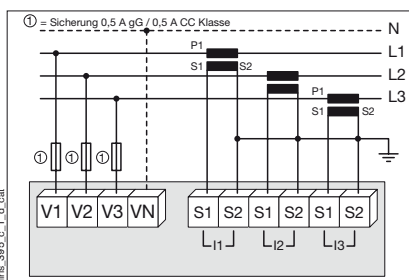 ① = Sicherung 0,5 A gG / 0,5 A CC Klasse
N
P1
L1
S1 S2
L2
P1
L3
S1 S2
① ① ①
V1 V2 V3 VN S1 S2 S1 S2 S1 S2
I1 I2 I3